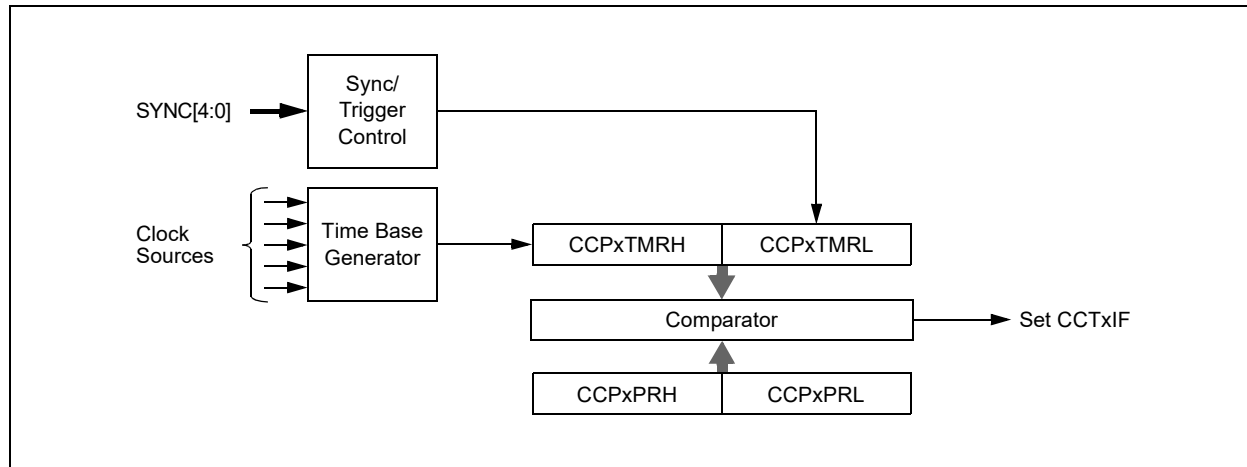 Sync/
Trigger
Control
SYNC[4:0]
Clock
Sources
Time Base
Generator
CCPxTMRH
CCPxTMRL
Comparator
Set CCTxIF
CCPxPRH
CCPxPRL